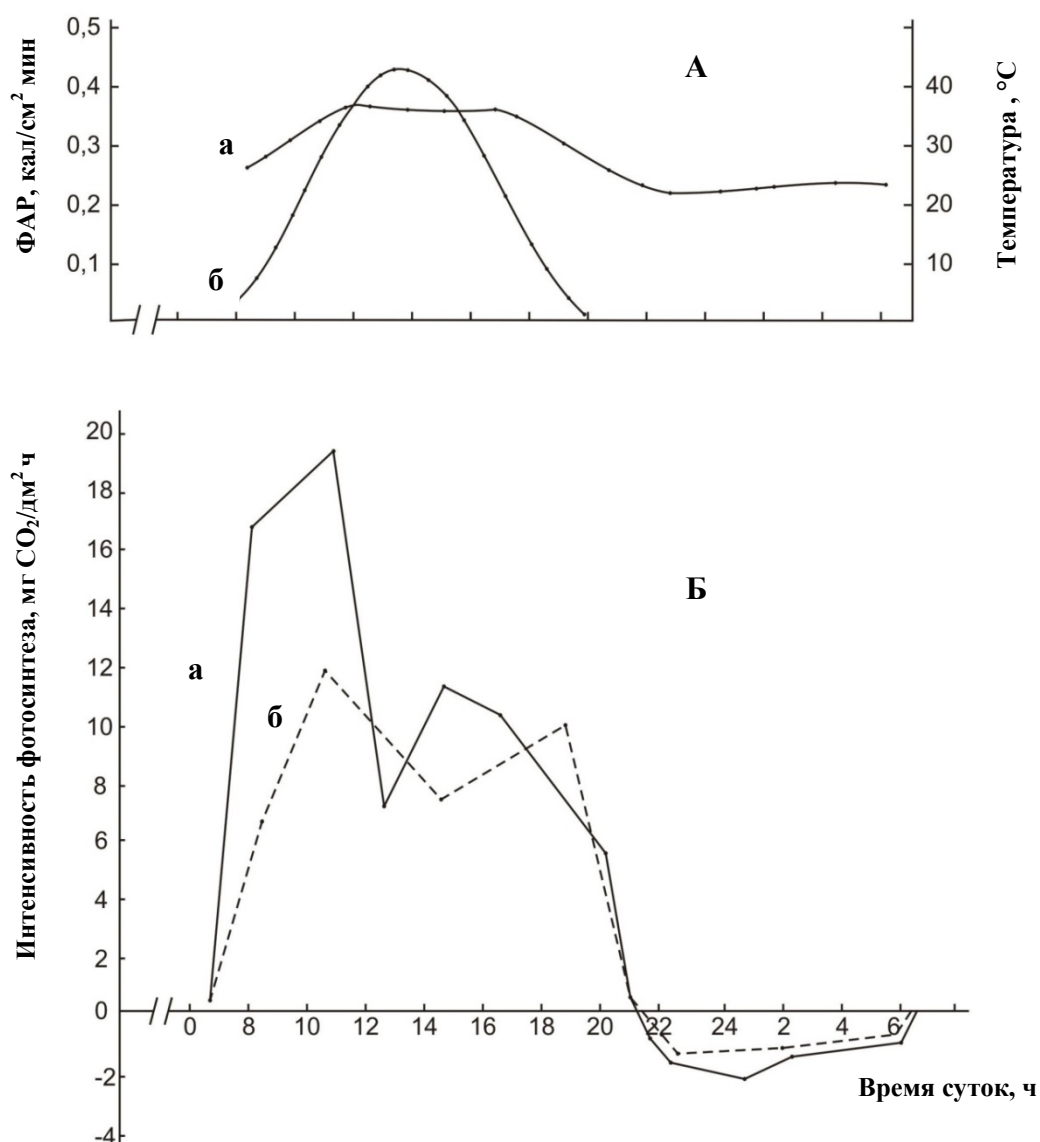 0,5
0,4
0,3
0,2
0,1
ФАР, кал/см² мин
А
а
б
40
30
20
10
Температура , °С
20
18
16
14
12
10
8
6
4
2
0
-2
-4
Интенсивность фотосинтеза, мг СО₂/дм² ч
Б
а
б
0 8 10 12 14 16 18 20 22 24 2 4 6
Время суток, ч